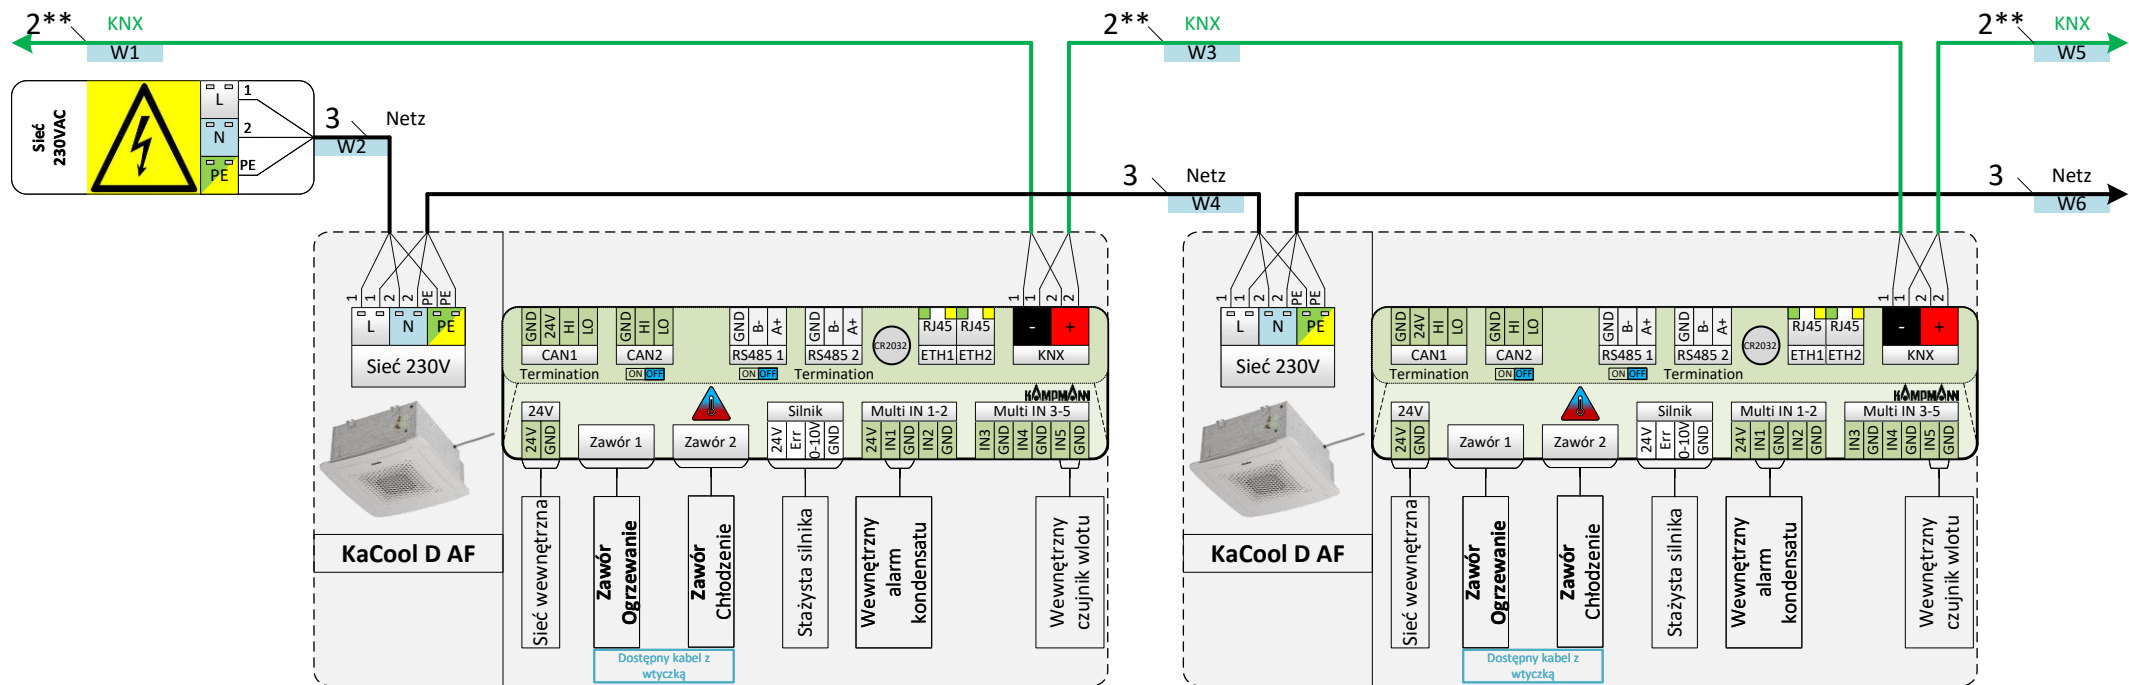 2** KNX
W1
2** KNX
W3
2** KNX
W5
Sieć
230VAC
L 1
N 2
PE PE
3 Netz
W2
3 Netz
W4
3 Netz
W6
1 1 2 2 PE PE
L N PE
Sieć 230V
KaCool D AF
GND 24V HI LO
CAN1
GND HI LO
CAN2
GND B- A+
RS485 1
GND B- A+
RS485 2
CR2032
RJ45 RJ45
ETH1 ETH2
1 1 2 2
- +
KNX
Termination ON OFF ON OFF Termination
KAMPMANN
24V
24V GND
Zawór 1
Zawór 2
Silnik
24V Err 0-10V GND
Multi IN 1-2
24V IN1 GND IN2 GND
Multi IN 3-5
IN3 GND IN4 GND IN5 GND
Sieć wewnętrzna
Zawór
Ogrzewanie
Zawór
Chłodzenie
Stażysta silnika
Wewnętrzny
alarm
kondensatu
Wewnętrzny
czujnik wlotu
Dostępny kabel z
wtyczką
1 1 2 2 PE PE
L N PE
Sieć 230V
KaCool D AF
GND 24V HI LO
CAN1
GND HI LO
CAN2
GND B- A+
RS485 1
GND B- A+
RS485 2
CR2032
RJ45 RJ45
ETH1 ETH2
1 1 2 2
- +
KNX
Termination ON OFF ON OFF Termination
KAMPMANN
24V
24V GND
Zawór 1
Zawór 2
Silnik
24V Err 0-10V GND
Multi IN 1-2
24V IN1 GND IN2 GND
Multi IN 3-5
IN3 GND IN4 GND IN5 GND
Sieć wewnętrzna
Zawór
Ogrzewanie
Zawór
Chłodzenie
Stażysta silnika
Wewnętrzny
alarm
kondensatu
Wewnętrzny
czujnik wlotu
Dostępny kabel z
wtyczką